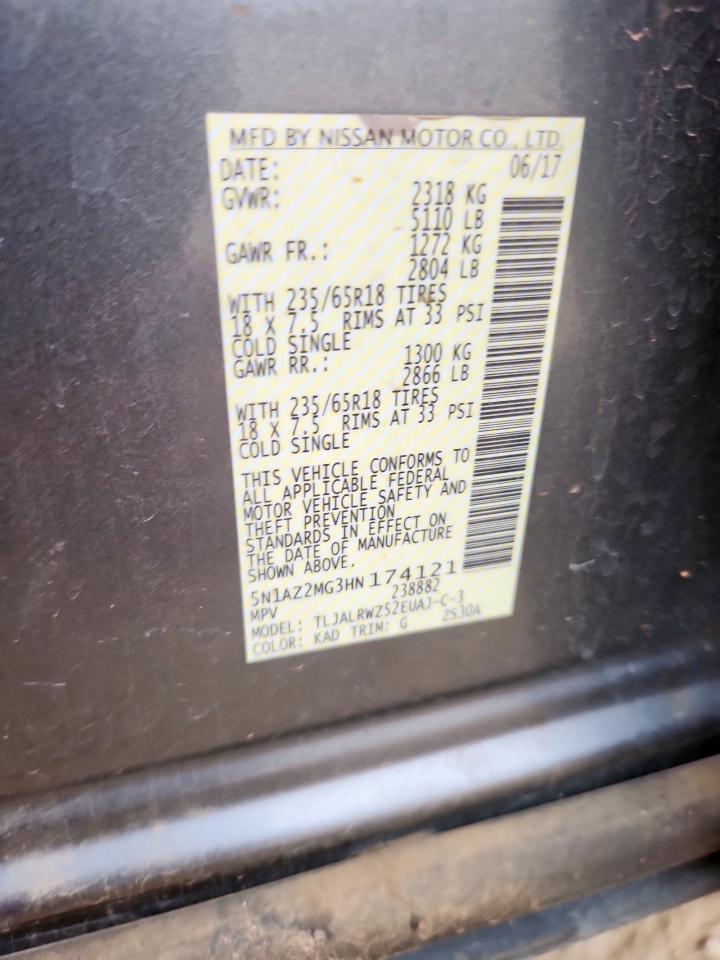 MFD BY NISSAN MOTOR CO., LTD.
DATE: 06/17
GVWR: 2318 KG
5110 LB
GAWR FR.: 1272 KG
2804 LB
WITH 235/65R18 TIRES
18 X 7.5 RIMS AT 33 PSI
COLD SINGLE
GAWR RR.: 1300 KG
2866 LB
WITH 235/65R18 TIRES
18 X 7.5 RIMS AT 33 PSI
COLD SINGLE
THIS VEHICLE CONFORMS TO
ALL APPLICABLE FEDERAL
MOTOR VEHICLE SAFETY AND
THEFT PREVENTION
STANDARDS IN EFFECT ON
THE DATE OF MANUFACTURE
SHOWN ABOVE.
5N1AZ2MG3HN174121
MPV 238882
MODEL: TLJALRWZ52EUAJ-C-3
COLOR: KAD TRIM: G ZS30A